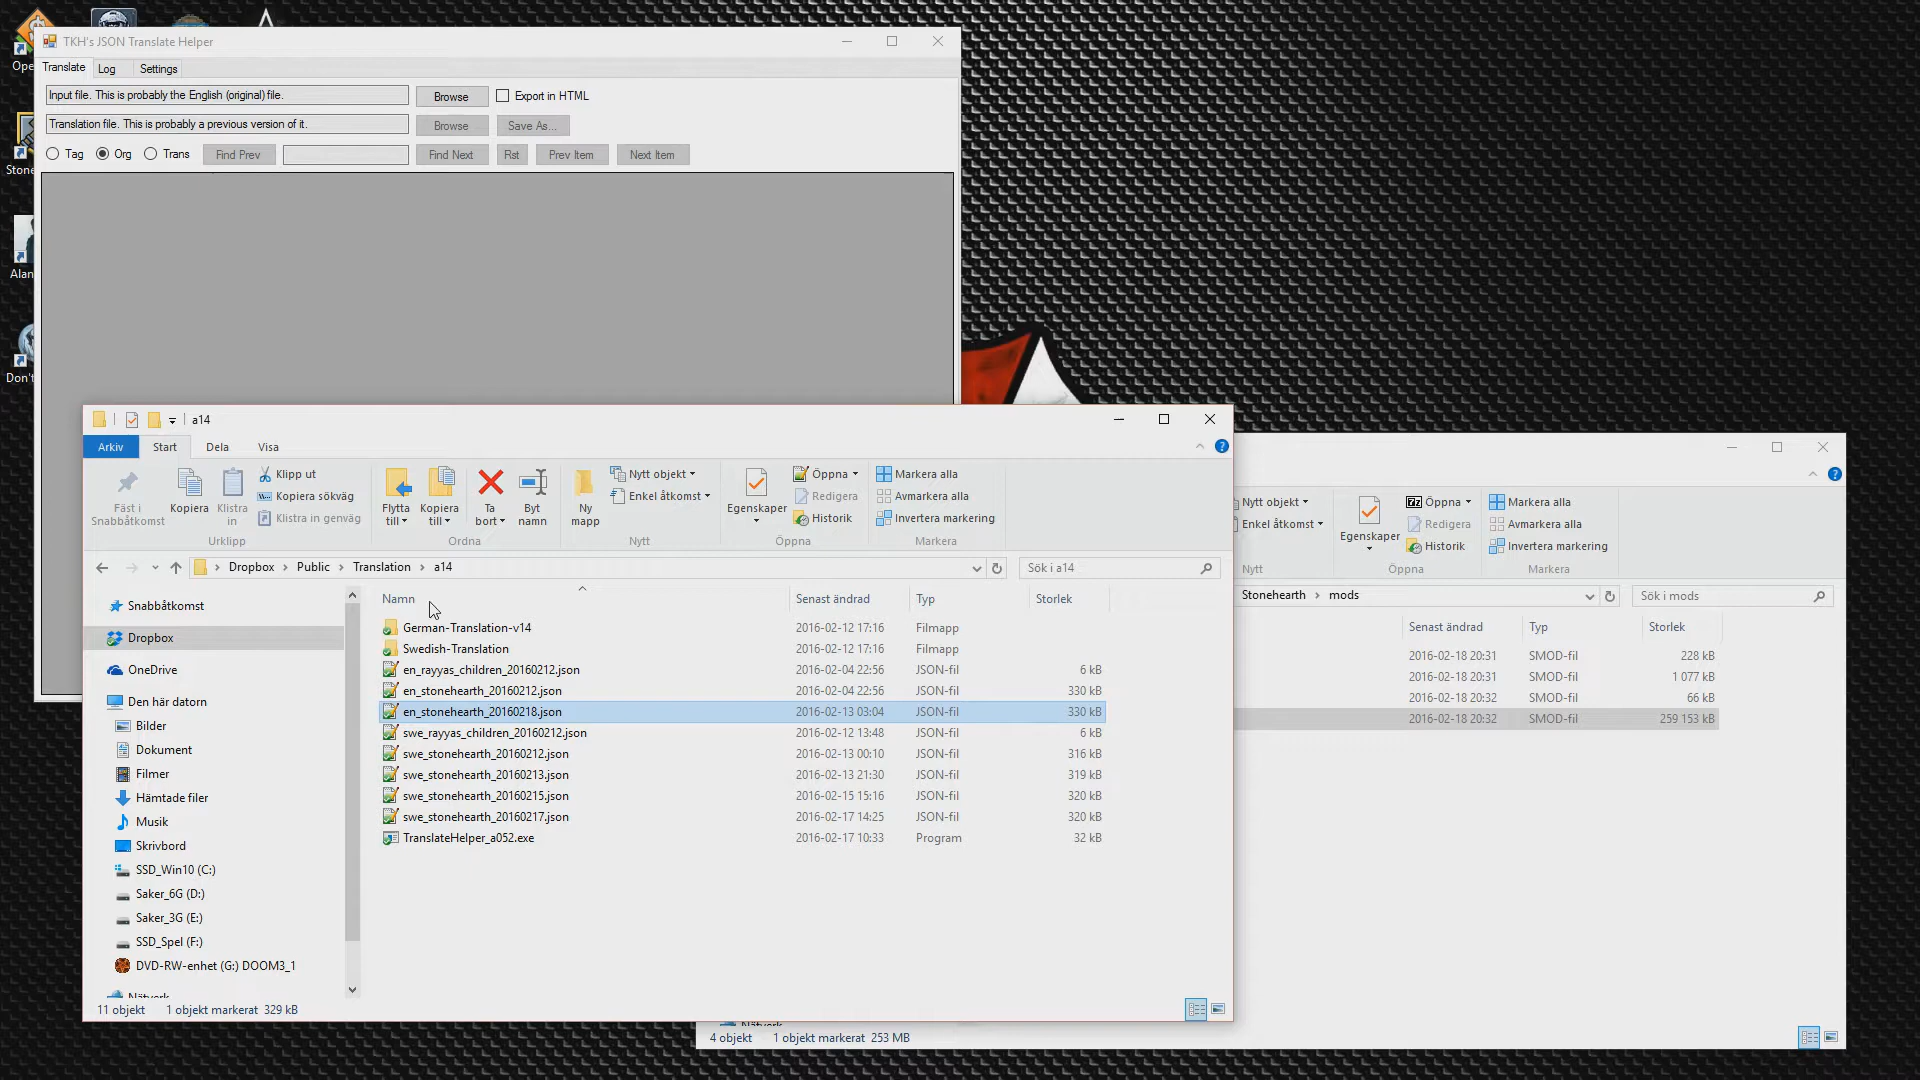 Ope
Stone
Alan
Don't
TKH's JSON Translate Helper
Translate Log Settings
Input file. This is probably the English (original) file. Browse Export in HTML
Translation file. This is probably a previous version of it. Browse Save As...
Tag Org Trans Find Prev Find Next Rst Prev Item Next Item
a14
Arkiv Start Dela Visa
Fäst i Snabbåtkomst
Kopiera
Klistra in
Klipp ut
Kopiera sökväg
Klistra in genväg
Urklipp
Flytta till
Kopiera till
Ta bort
Byt namn
Ordna
Ny mapp
Nytt objekt
Enkel åtkomst
Nytt
Egenskaper
Öppna
Redigera
Historik
Öppna
Markera alla
Avmarkera alla
Invertera markering
Markera
Dropbox Public Translation a14
Sök i a14
Snabbåtkomst
Dropbox
OneDrive
Den här datorn
Bilder
Dokument
Filmer
Hämtade filer
Musik
Skrivbord
SSD_Win10 (C:)
Saker_6G (D:)
Saker_3G (E:)
SSD_Spel (F:)
DVD-RW-enhet (G:) DOOM3_1
Nätverk
Namn Senast ändrad Typ Storlek
German-Translation-v14 2016-02-12 17:16 Filmapp
Swedish-Translation 2016-02-12 17:16 Filmapp
en_rayyas_children_20160212.json 2016-02-04 22:56 JSON-fil 6 kB
en_stonehearth_20160212.json 2016-02-04 22:56 JSON-fil 330 kB
en_stonehearth_20160218.json 2016-02-13 03:04 JSON-fil 330 kB
swe_rayyas_children_20160212.json 2016-02-12 13:48 JSON-fil 6 kB
swe_stonehearth_20160212.json 2016-02-13 00:10 JSON-fil 316 kB
swe_stonehearth_20160213.json 2016-02-13 21:30 JSON-fil 319 kB
swe_stonehearth_20160215.json 2016-02-15 15:16 JSON-fil 320 kB
swe_stonehearth_20160217.json 2016-02-17 14:25 JSON-fil 320 kB
TranslateHelper_a052.exe 2016-02-17 10:33 Program 32 kB
11 objekt 1 objekt markerat 329 kB
Nytt objekt
Enkel åtkomst
Nytt
Egenskaper
Öppna
Redigera
Historik
Öppna
Markera alla
Avmarkera alla
Invertera markering
Markera
Stonehearth mods
Sök i mods
Senast ändrad Typ Storlek
2016-02-18 20:31 SMOD-fil 228 kB
2016-02-18 20:31 SMOD-fil 1 077 kB
2016-02-18 20:32 SMOD-fil 66 kB
2016-02-18 20:32 SMOD-fil 259 153 kB
Nätverk
4 objekt 1 objekt markerat 253 MB